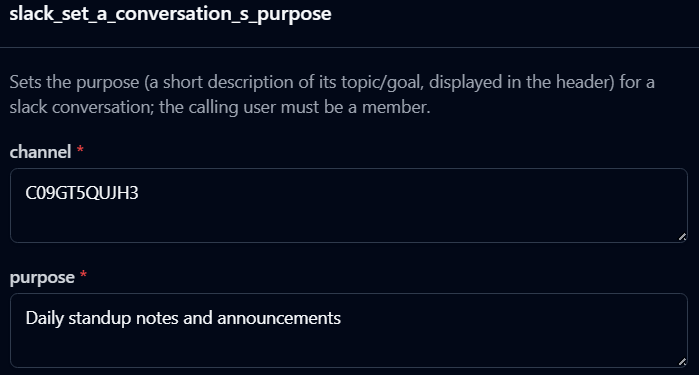 slack_set_a_conversation_s_purpose
Sets the purpose (a short description of its topic/goal, displayed in the header) for a
slack conversation; the calling user must be a member.
channel *
C09GT5QUJH3
purpose *
Daily standup notes and announcements